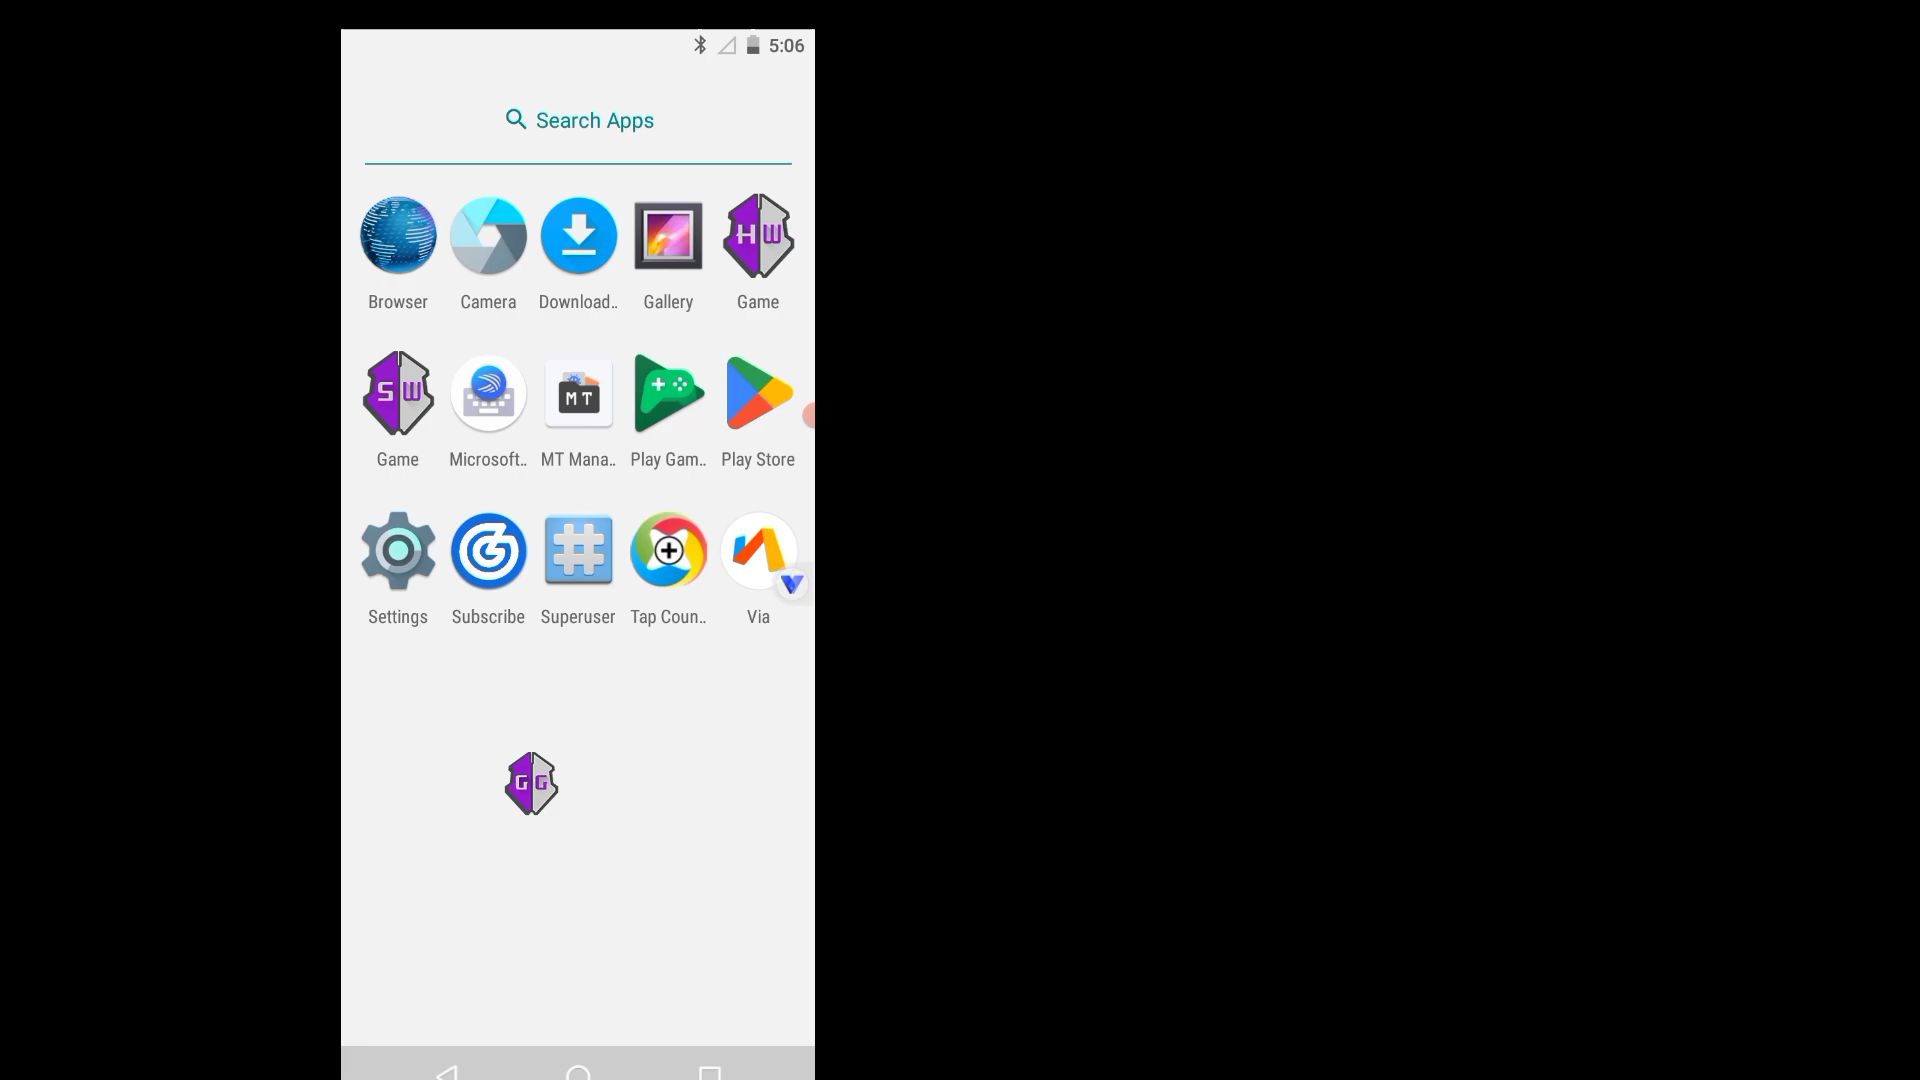 5:06
Search Apps
Browser Camera Download.. Gallery Game
H W
Game Microsoft.. MT Mana.. Play Gam.. Play Store
S W
MT
Settings Subscribe Superuser Tap Coun.. Via
G G